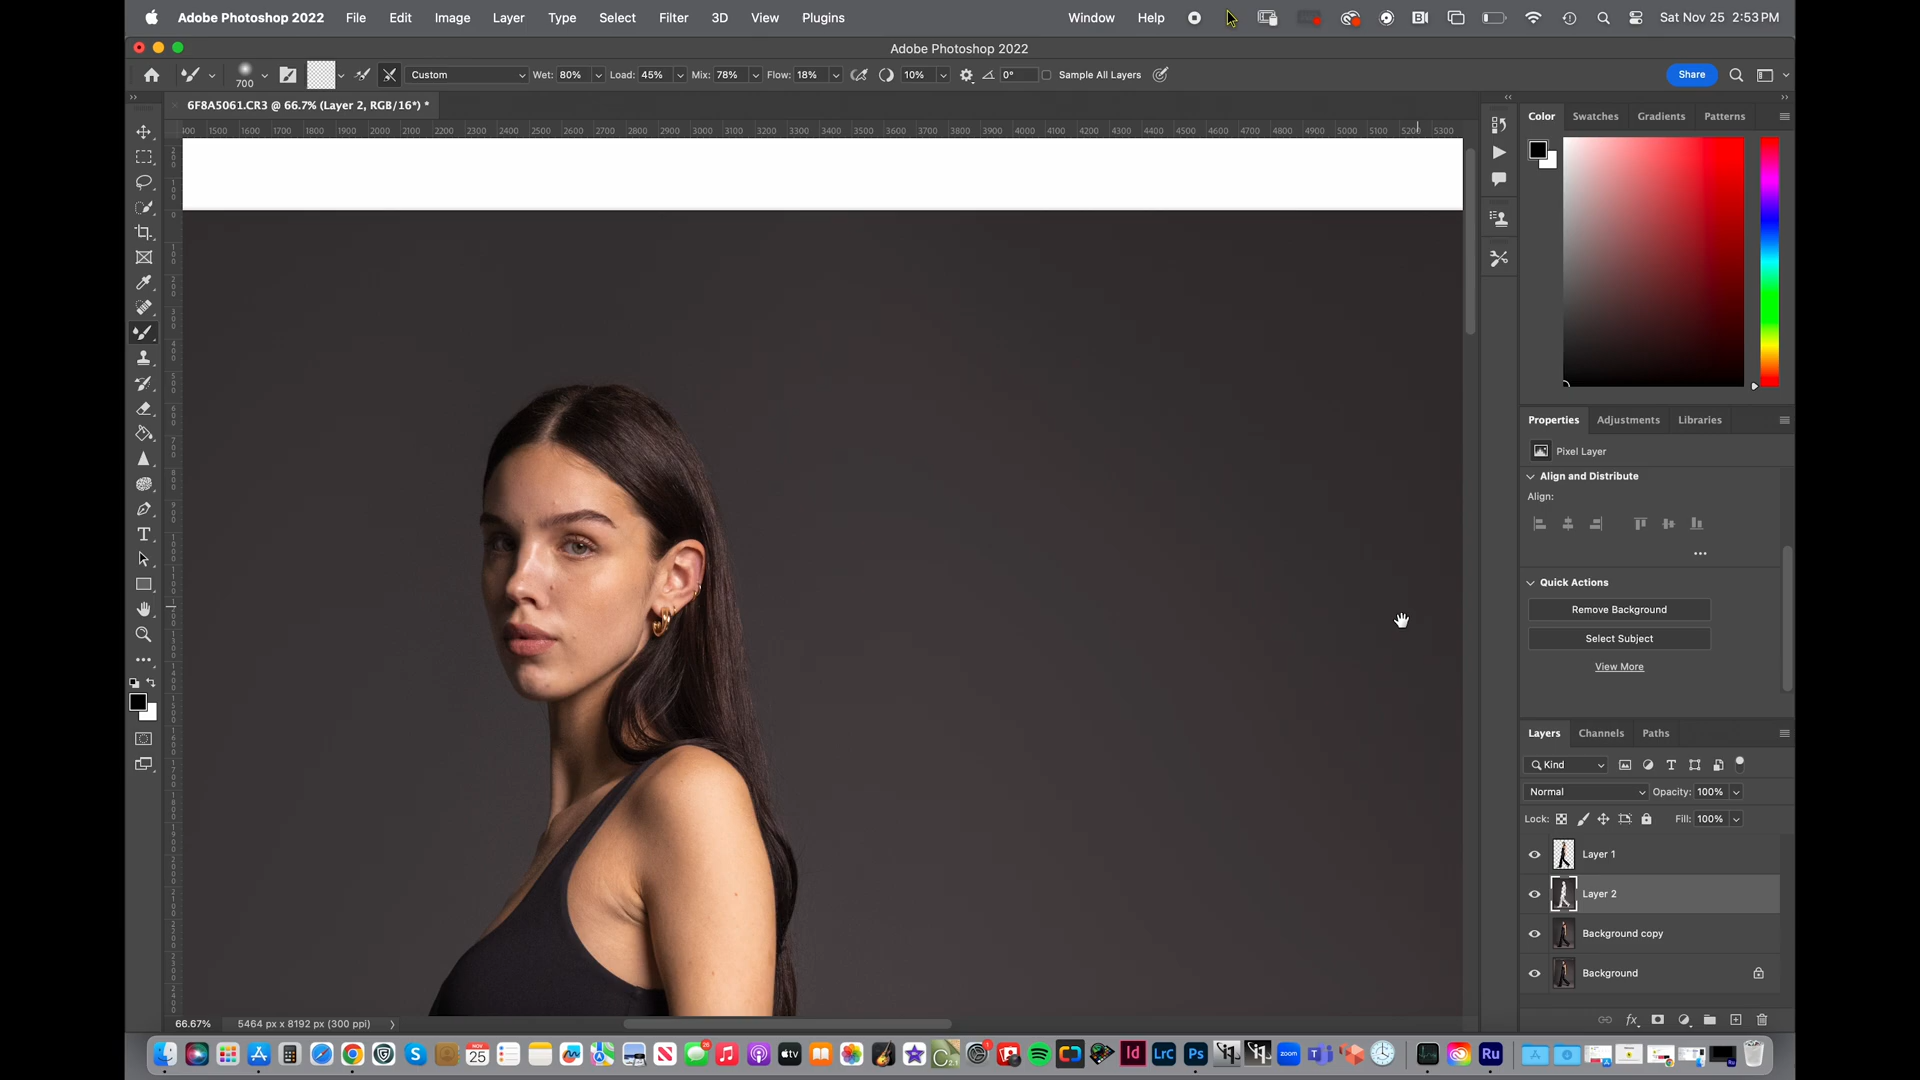 Adobe Photoshop 2022 File Edit Image Layer Type Select Filter 3D View Plugins Window Help Sat Nov 25 2:53 PM
Adobe Photoshop 2022
700 Custom Wet: 80% Load: 45% Mix: 78% Flow: 18% 10% 0° Sample All Layers Share
6F8A5061.CR3 @ 66.7% (Layer 2, RGB/16*) *
1500 1600 1700 1800 1900 2000 2100 2200 2300 2400 2500 2600 2700 2800 2900 3000 3100 3200 3300 3400 3500 3600 3700 3800 3900 4000 4100 4200 4300 4400 4500 4600 4700 4800 4900 5000 5100 5200 5300
Color Swatches Gradients Patterns
Properties Adjustments Libraries
Pixel Layer
Align and Distribute
Align:
Quick Actions
Remove Background
Select Subject
View More
Layers Channels Paths
Kind
Normal Opacity: 100%
Lock: Fill: 100%
Layer 1
Layer 2
Background copy
Background
66.67% 5464 px x 8192 px (300 ppi)